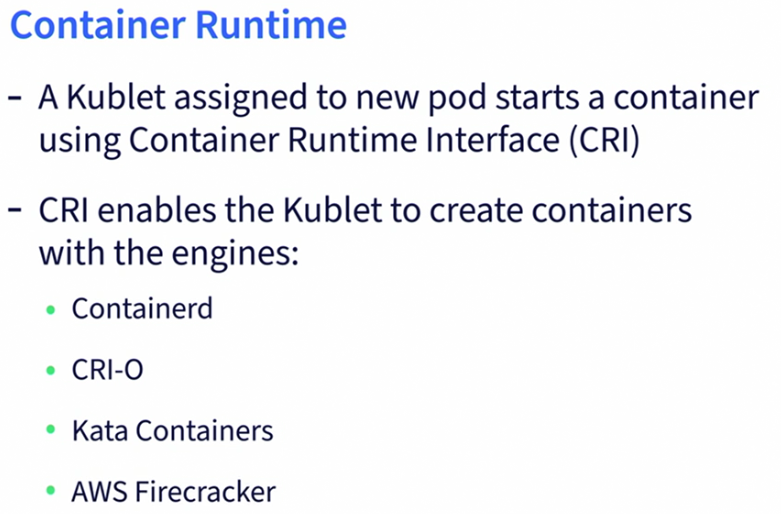 Container Runtime
– A Kublet assigned to new pod starts a container
using Container Runtime Interface (CRI)
– CRI enables the Kublet to create containers
with the engines:
• Containerd
• CRI-O
• Kata Containers
• AWS Firecracker